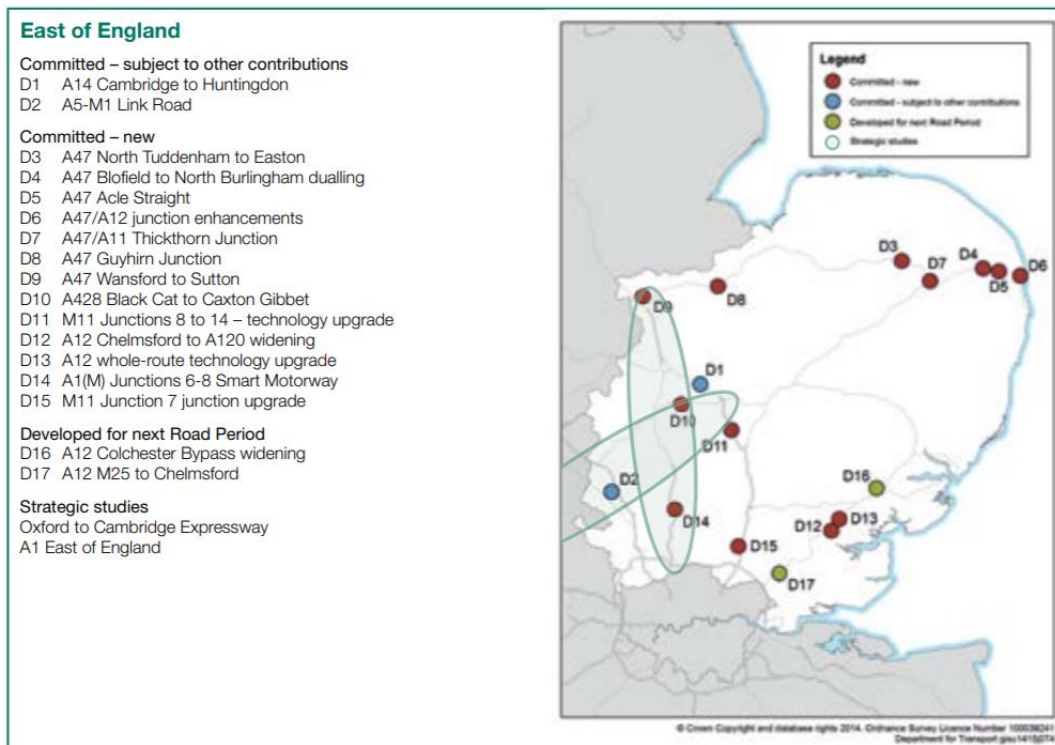 East of England
Committed – subject to other contributions
D1 A14 Cambridge to Huntingdon
D2 A5-M1 Link Road
Committed – new
D3 A47 North Tuddenham to Easton
D4 A47 Blofield to North Burlingham dualling
D5 A47 Acle Straight
D6 A47/A12 junction enhancements
D7 A47/A11 Thickthorn Junction
D8 A47 Guyhirn Junction
D9 A47 Wansford to Sutton
D10 A428 Black Cat to Caxton Gibbet
D11 M11 Junctions 8 to 14 – technology upgrade
D12 A12 Chelmsford to A120 widening
D13 A12 whole-route technology upgrade
D14 A1(M) Junctions 6-8 Smart Motorway
D15 M11 Junction 7 junction upgrade
Developed for next Road Period
D16 A12 Colchester Bypass widening
D17 A12 M25 to Chelmsford
Strategic studies
Oxford to Cambridge Expressway
A1 East of England
Legend
Committed – new
Committed – subject to other contributions
Developed for next Road Period
Strategic studies
D3
D4
D7
D5
D6
D9
D8
D1
D10
D11
D2
D16
D14
D12
D13
D15
D17
© Crown Copyright and database rights 2014. Ordnance Survey Licence Number 100039241
Department for Transport gisu1415j074